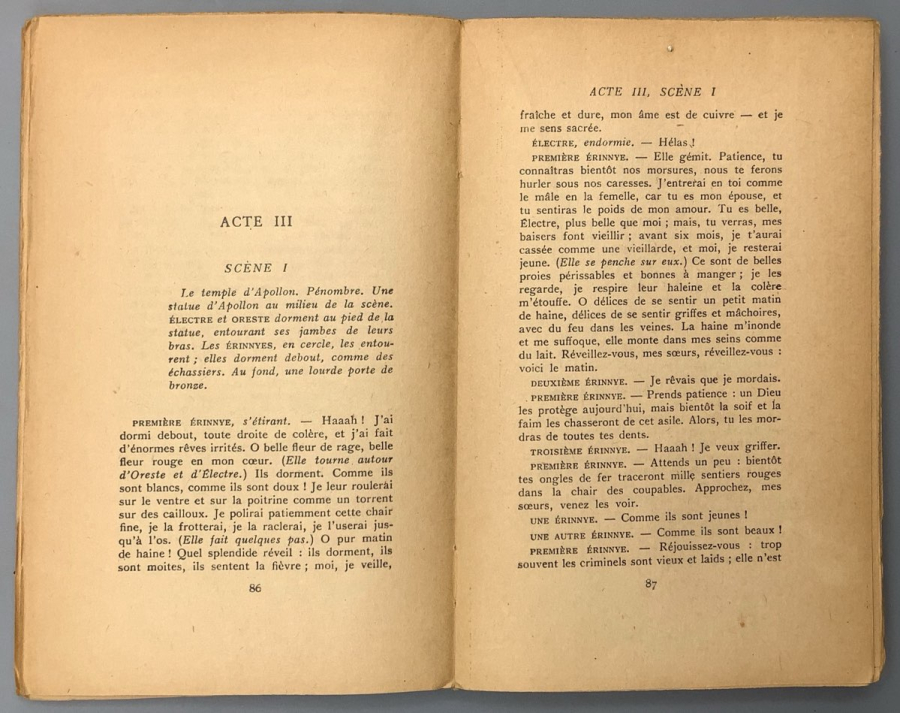 ACTE III
SCÈNE I
Le temple d'Apollon. Pénombre. Une
statue d'Apollon au milieu de la scène.
ÉLECTRE et ORESTE dorment au pied de la
statue, entourant ses jambes de leurs
bras. Les ÉRINNYES, en cercle, les entou-
rent ; elles dorment debout, comme des
échassiers. Au fond, une lourde porte de
bronze.
PREMIÈRE ÉRINNYE, s'étirant. — Haaah ! J'ai
dormi debout, toute droite de colère, et j'ai fait
d'énormes rêves irrités. O belle fleur de rage, belle
fleur rouge en mon cœur. (Elle tourne autour
d'Oreste et d'Électre.) Ils dorment. Comme ils
sont blancs, comme ils sont doux ! Je leur roulerai
sur le ventre et sur la poitrine comme un torrent
sur des cailloux. Je polirai patiemment cette chair
fine, je la frotterai, je la raclerai, je l'userai jus-
qu'à l'os. (Elle fait quelques pas.) O pur matin
de haine ! Quel splendide réveil : ils dorment, ils
sont moites, ils sentent la fièvre ; moi, je veille,
86
ACTE III, SCÈNE I
fraîche et dure, mon âme est de cuivre — et je
me sens sacrée.
ÉLECTRE, endormie. — Hélas !
PREMIÈRE ÉRINNYE. — Elle gémit. Patience, tu
connaîtras bientôt nos morsures, nous te ferons
hurler sous nos caresses. J'entrerai en toi comme
le mâle en la femelle, car tu es mon épouse, et
tu sentiras le poids de mon amour. Tu es belle,
Électre, plus belle que moi ; mais, tu verras, mes
baisers font vieillir ; avant six mois, je t'aurai
cassée comme une vieillarde, et moi, je resterai
jeune. (Elle se penche sur eux.) Ce sont de belles
proies périssables et bonnes à manger ; je les
regarde, je respire leur haleine et la colère
m'étouffe. O délices de se sentir un petit matin
de haine, délices de se sentir griffes et mâchoires,
avec du feu dans les veines. La haine m'inonde
et me suffoque, elle monte dans mes seins comme
du lait. Réveillez-vous, mes sœurs, réveillez-vous :
voici le matin.
DEUXIÈME ÉRINNYE. — Je rêvais que je mordais.
PREMIÈRE ÉRINNYE. — Prends patience : un Dieu
les protège aujourd'hui, mais bientôt la soif et la
faim les chasseront de cet asile. Alors, tu les mor-
dras de toutes tes dents.
TROISIÈME ÉRINNYE. — Haaah ! Je veux griffer.
PREMIÈRE ÉRINNYE. — Attends un peu : bientôt
tes ongles de fer traceront mille sentiers rouges
dans la chair des coupables. Approchez, mes
sœurs, venez les voir.
UNE ÉRINNYE. — Comme ils sont jeunes !
UNE AUTRE ÉRINNYE. — Comme ils sont beaux !
PREMIÈRE ÉRINNYE. — Réjouissez-vous : trop
souvent les criminels sont vieux et laids ; elle n'est
87